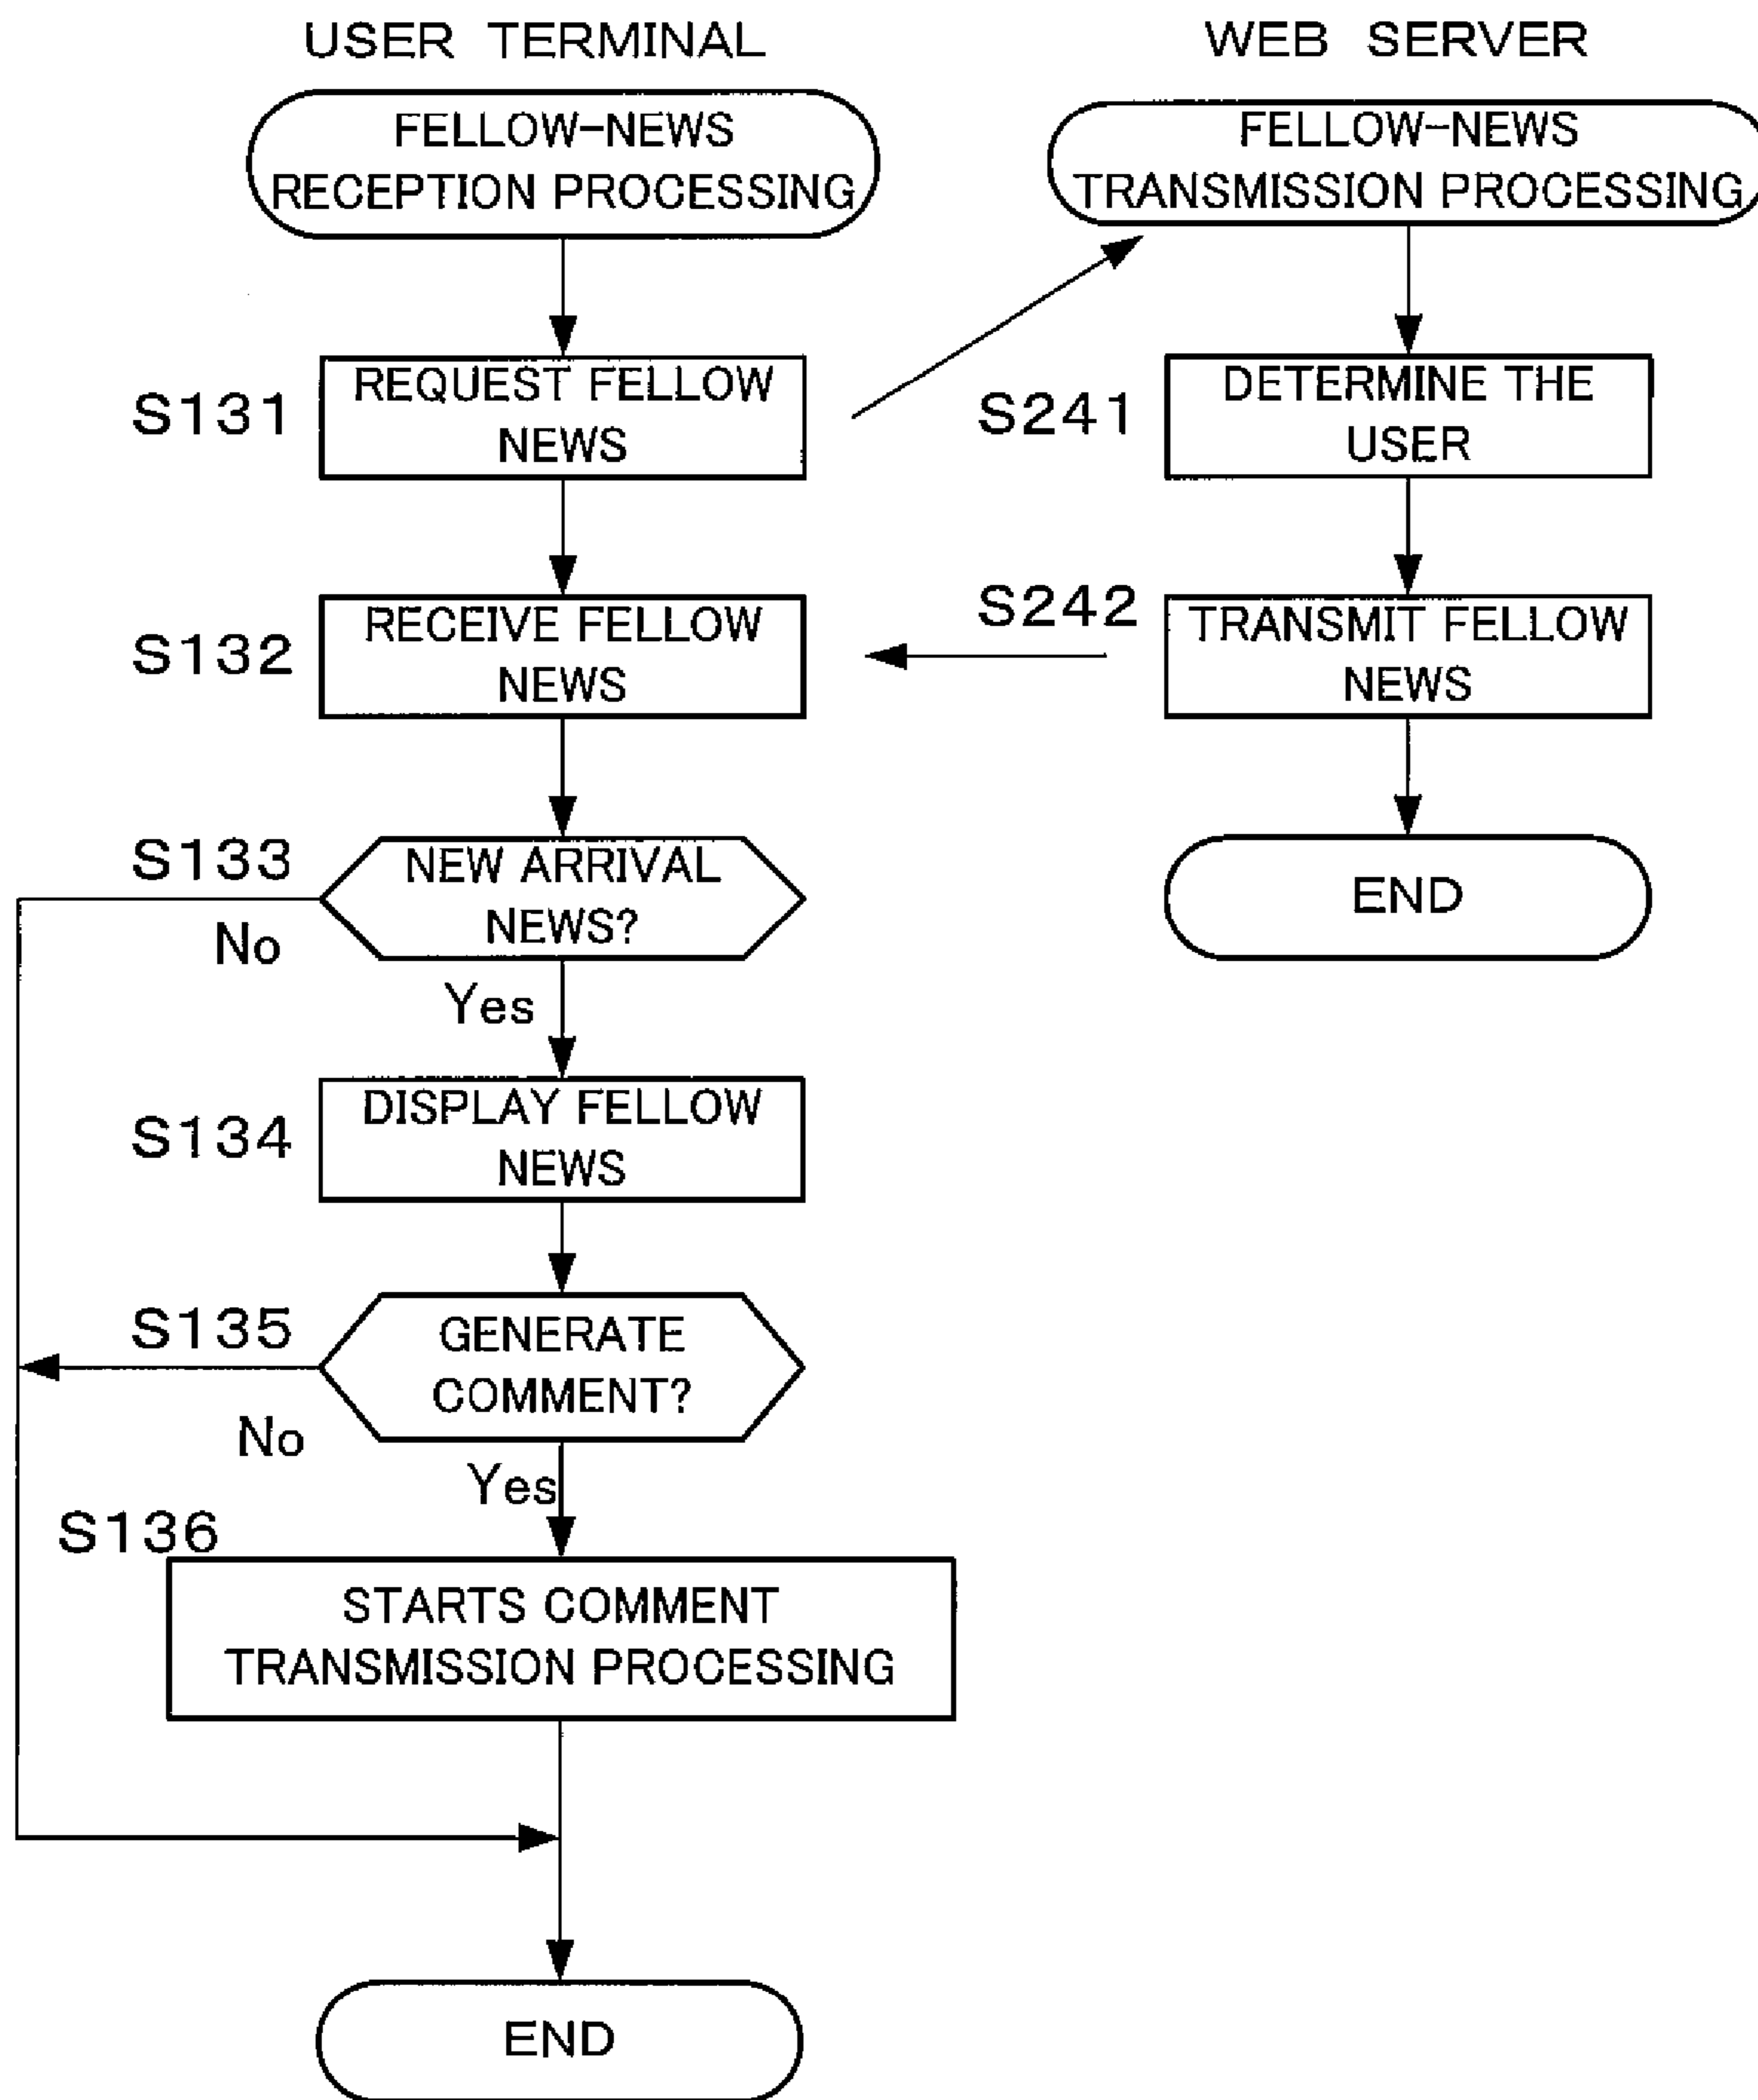 USER TERMINAL
FELLOW-NEWS
RECEPTION PROCESSING
S131
REQUEST FELLOW
NEWS
S132
RECEIVE FELLOW
NEWS
S133
NEW ARRIVAL
NEWS?
No
Yes
S134
DISPLAY FELLOW
NEWS
S135
GENERATE
COMMENT?
No
Yes
S136
STARTS COMMENT
TRANSMISSION PROCESSING
END
WEB SERVER
FELLOW-NEWS
TRANSMISSION PROCESSING
S241
DETERMINE THE
USER
S242
TRANSMIT FELLOW
NEWS
END